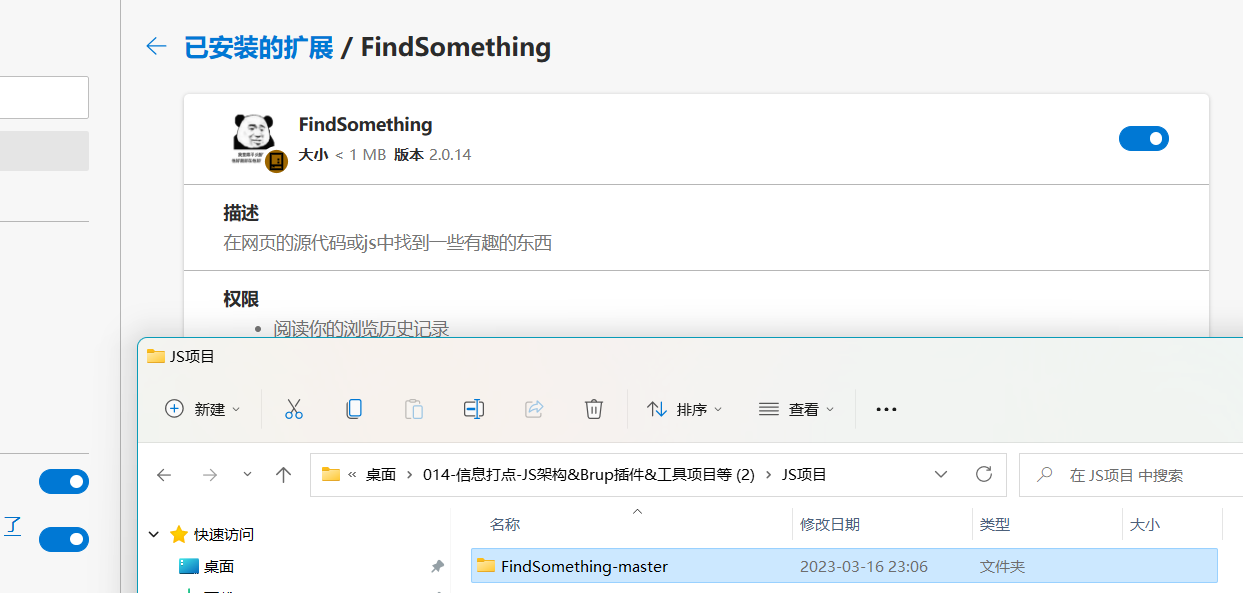 已安装的扩展 / FindSomething
FindSomething
大小 < 1 MB 版本 2.0.14
描述
在网页的源代码或js中找到一些有趣的东西
权限
阅读你的浏览历史记录
JS项目
新建
排序
查看
« 桌面 › 014-信息打点-JS架构&Brup插件&工具项目等 (2) › JS项目
在 JS项目 中搜索
名称 修改日期 类型 大小
快速访问
了
FindSomething-master 2023-03-16 23:06 文件夹
桌面